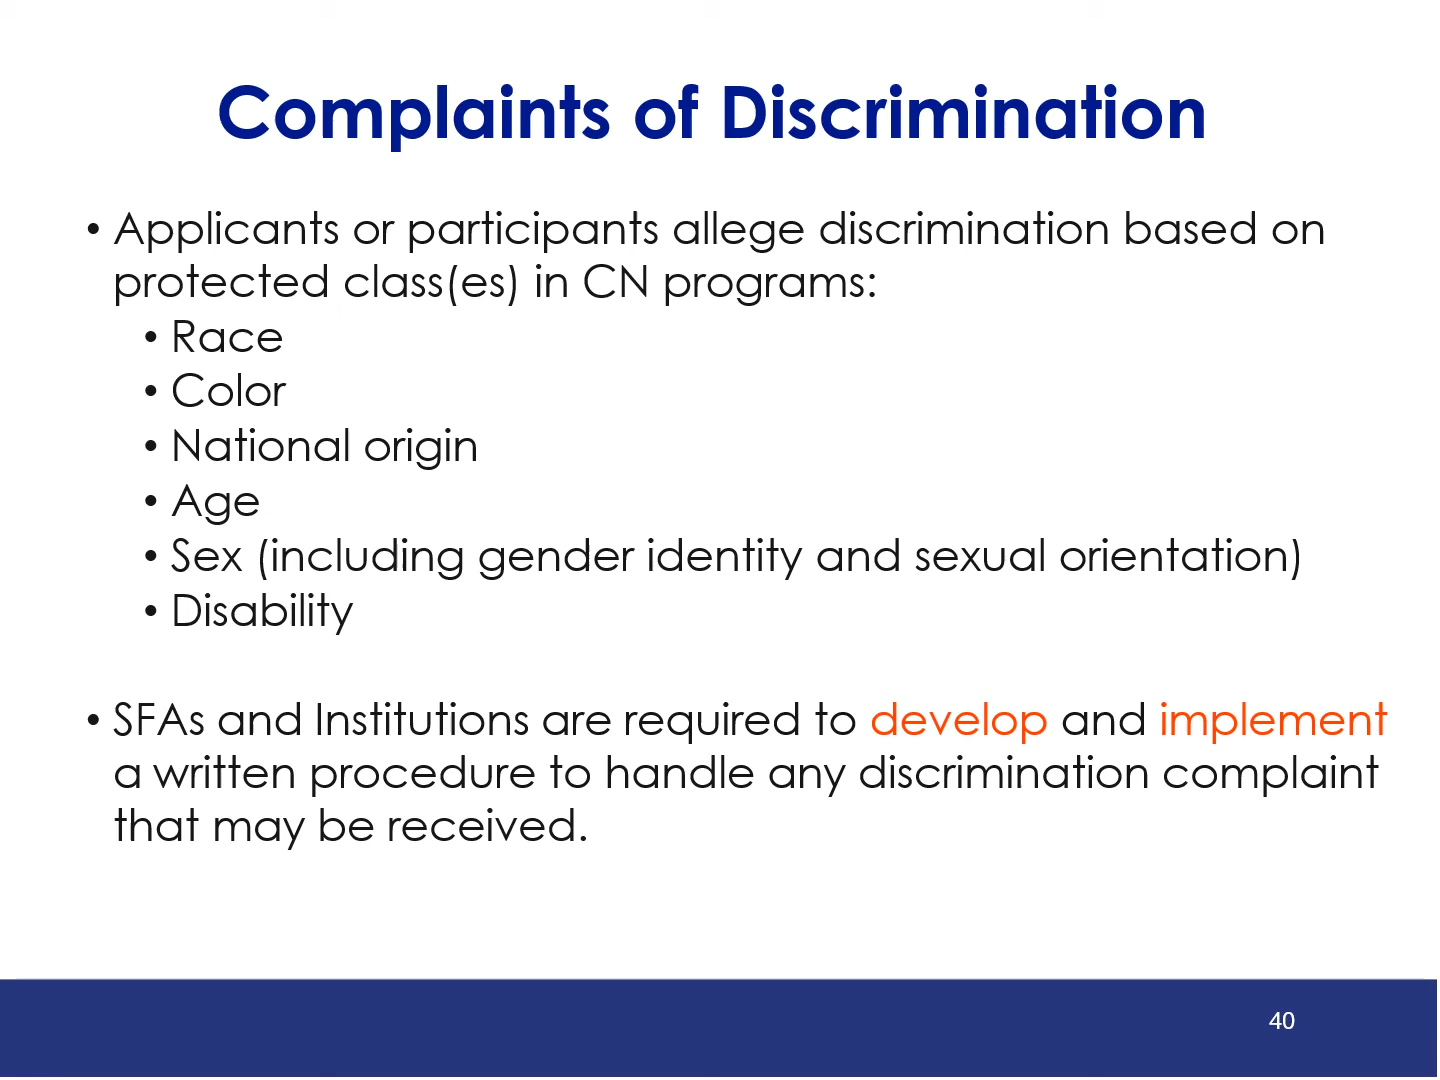 Complaints of Discrimination
• Applicants or participants allege discrimination based on
protected class(es) in CN programs:
• Race
• Color
• National origin
• Age
• Sex (including gender identity and sexual orientation)
• Disability
• SFAs and Institutions are required to develop and implement
a written procedure to handle any discrimination complaint
that may be received.
40